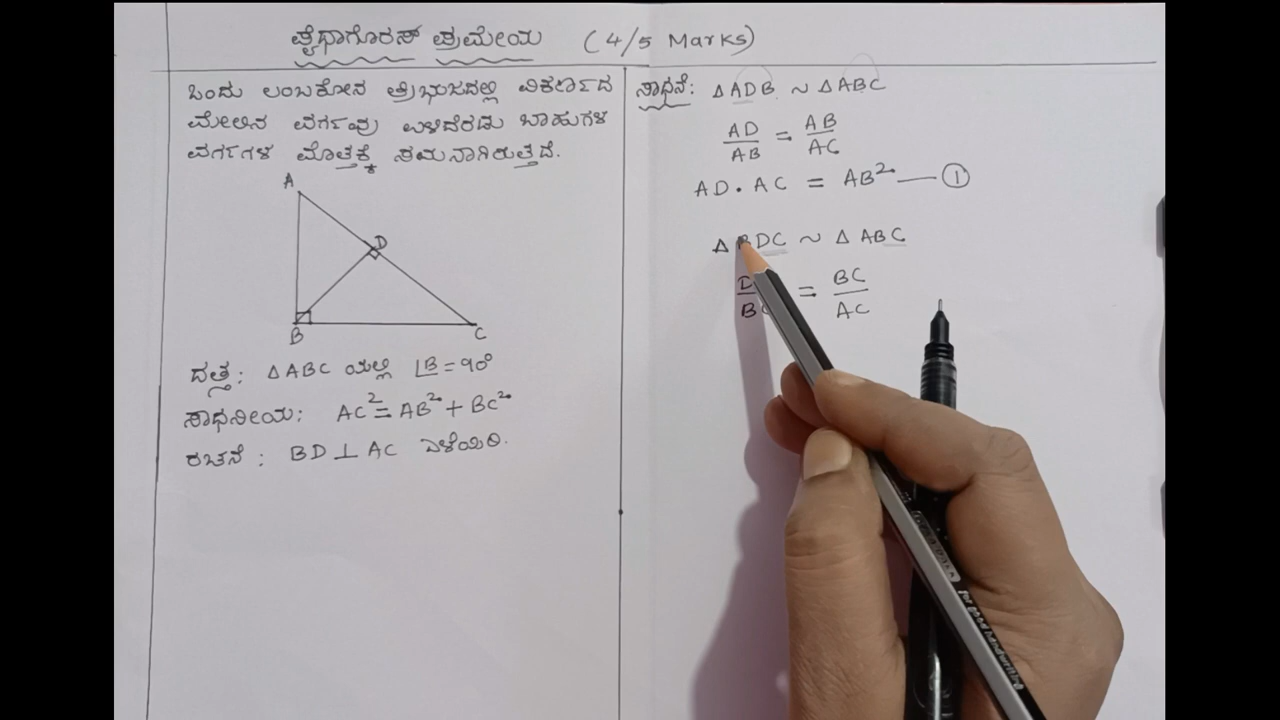 ಪೈಥಾಗೊರಸ್ ಪ್ರಮೇಯ (4/5 Marks)
ಒಂದು ಲಂಬಕೋನ ತ್ರಿಭುಜದಲ್ಲಿ ವಿಕರ್ಣದ
ಮೇಲಿನ ವರ್ಗವು ಉಳಿದೆರಡು ಬಾಹುಗಳ
ವರ್ಗಗಳ ಮೊತ್ತಕ್ಕೆ ಸಮನಾಗಿರುತ್ತದೆ.
A
D
B
C
ದತ್ತ: △ABC ಯಲ್ಲಿ ∠B = 90°
ಸಾಧನೀಯ: AC² = AB² + BC²
ರಚನೆ: BD ⊥ AC ಎಳೆಯಿರಿ.
ಸಾಧನೆ: △ADB ~ △ABC
AD/AB = AB/AC
AD . AC = AB² — ①
△BDC ~ △ABC
= BC/AC